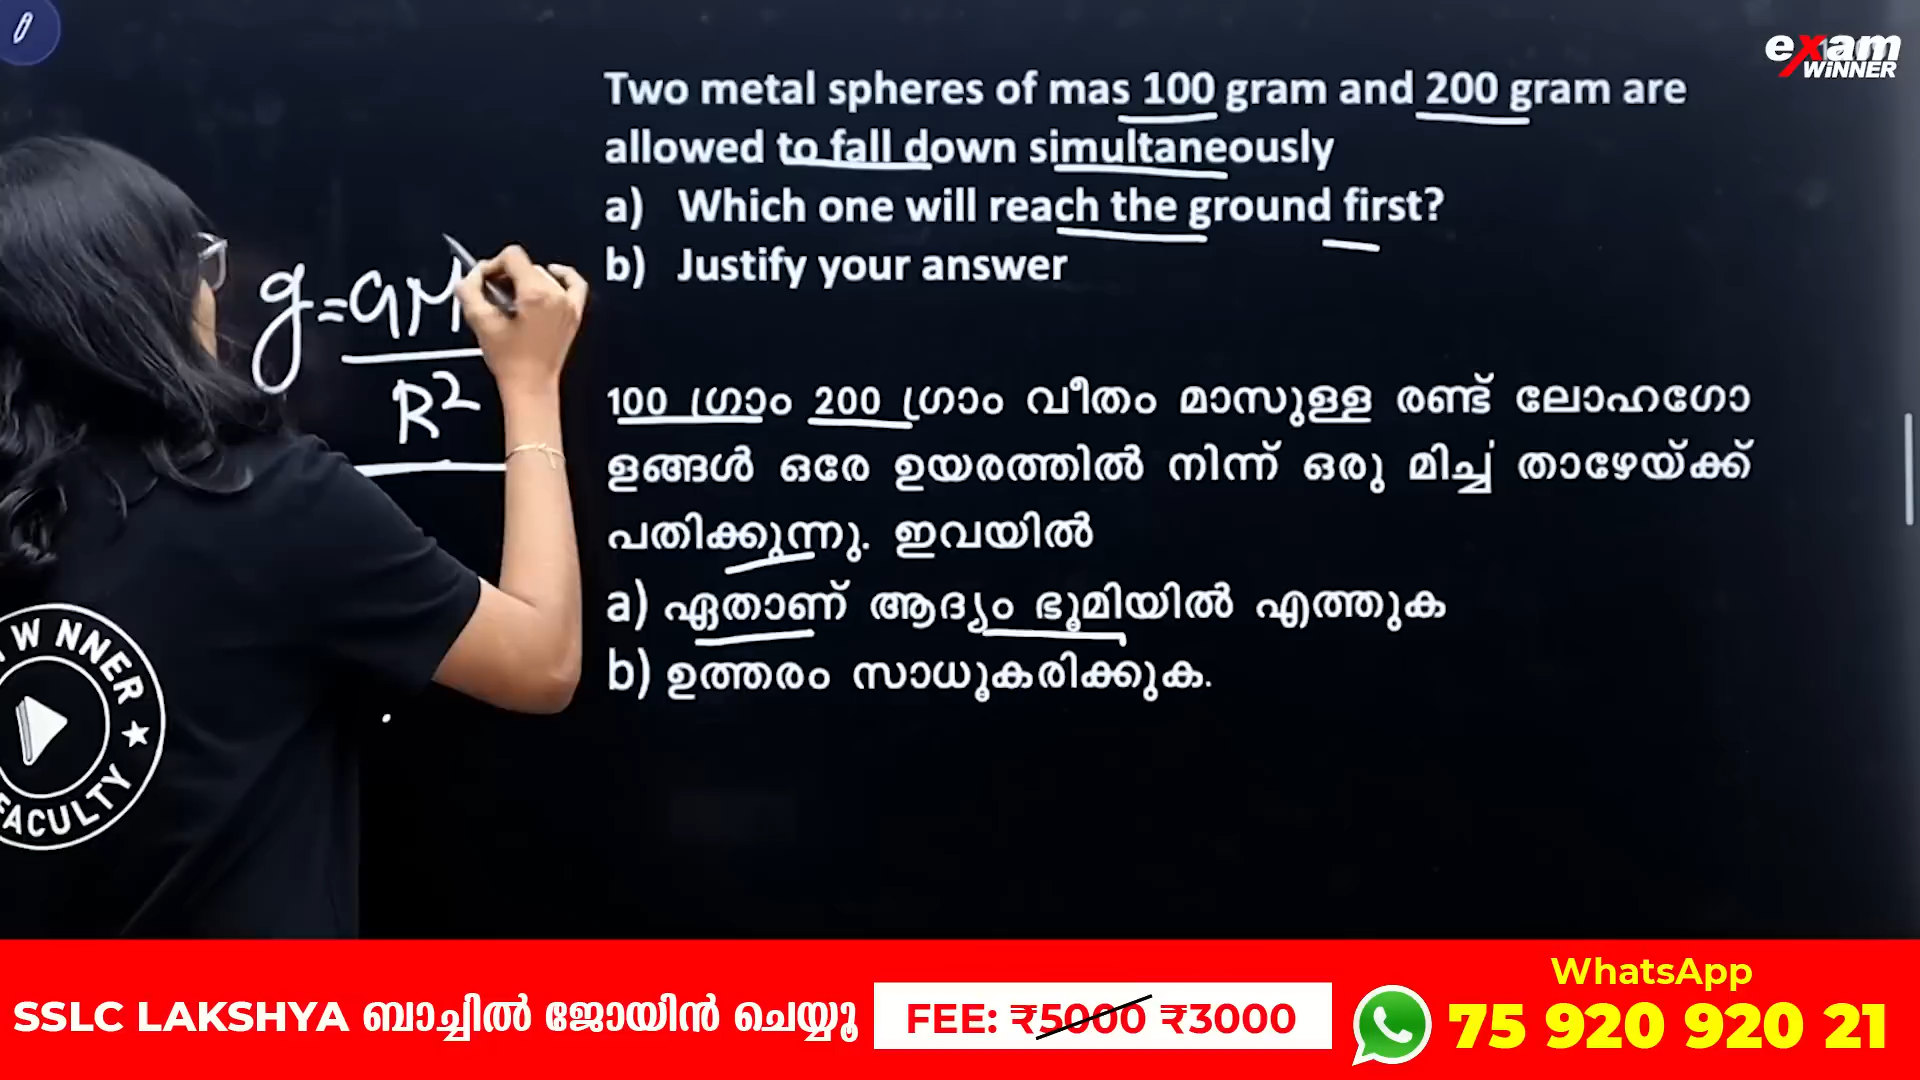 exam
WiNNER
Two metal spheres of mas 100 gram and 200 gram are
allowed to fall down simultaneously
a) Which one will reach the ground first?
b) Justify your answer
g=GM
R²
100 ഗ്രാം 200 ഗ്രാം വീതം മാസുള്ള രണ്ട് ലോഹഗോ
ളങ്ങൾ ഒരേ ഉയരത്തിൽ നിന്ന് ഒരു മിച്ച് താഴേയ്ക്ക്
പതിക്കുന്നു. ഇവയിൽ
a) ഏതാണ് ആദ്യം ഭൂമിയിൽ എത്തുക
b) ഉത്തരം സാധൂകരിക്കുക.
W NNER
FACULTY
WhatsApp
SSLC LAKSHYA ബാച്ചിൽ ജോയിൻ ചെയ്യൂ
FEE: ₹5000 ₹3000
75 920 920 21